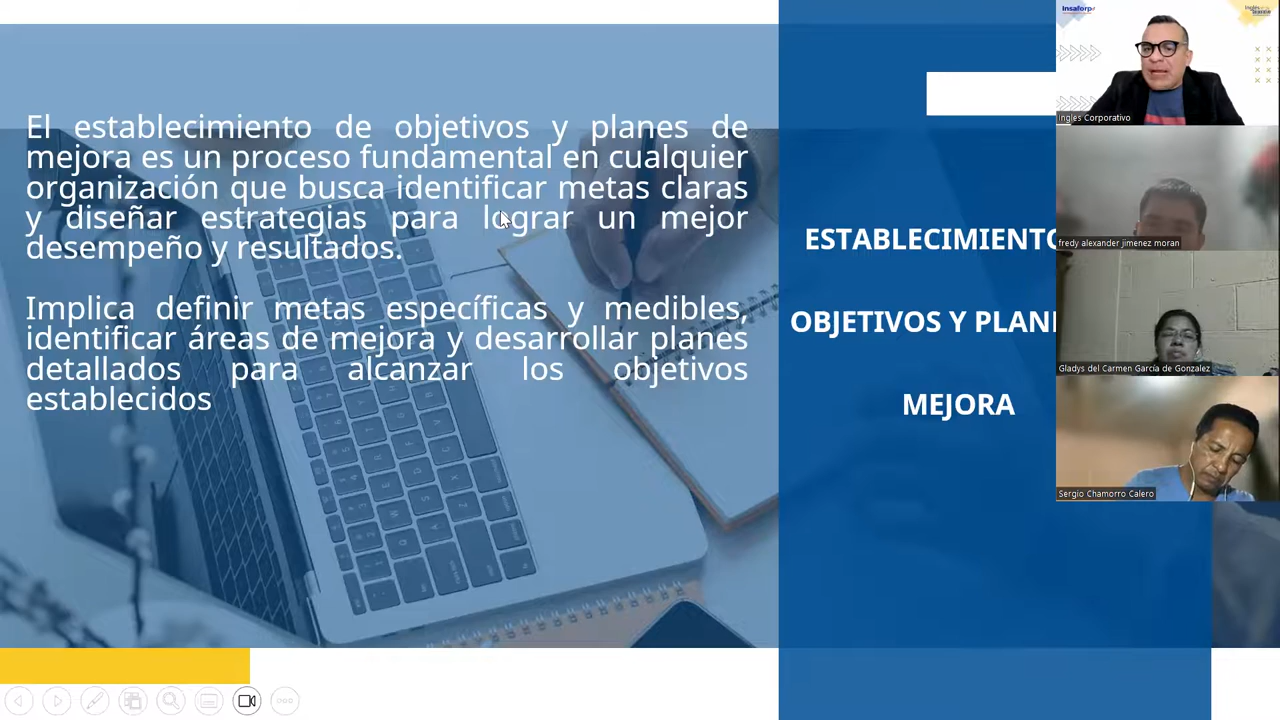 El establecimiento de objetivos y planes de
mejora es un proceso fundamental en cualquier
organización que busca identificar metas claras
y diseñar estrategias para lograr un mejor
desempeño y resultados.
Implica definir metas específicas y medibles,
identificar áreas de mejora y desarrollar planes
detallados para alcanzar los objetivos
establecidos
ESTABLECIMIENTO
OBJETIVOS Y PLAN
MEJORA
insaforp
Ingles Corporativo
fredy alexander jimenez moran
Gladys del Carmen García de Gonzalez
Sergio Chamorro Calero